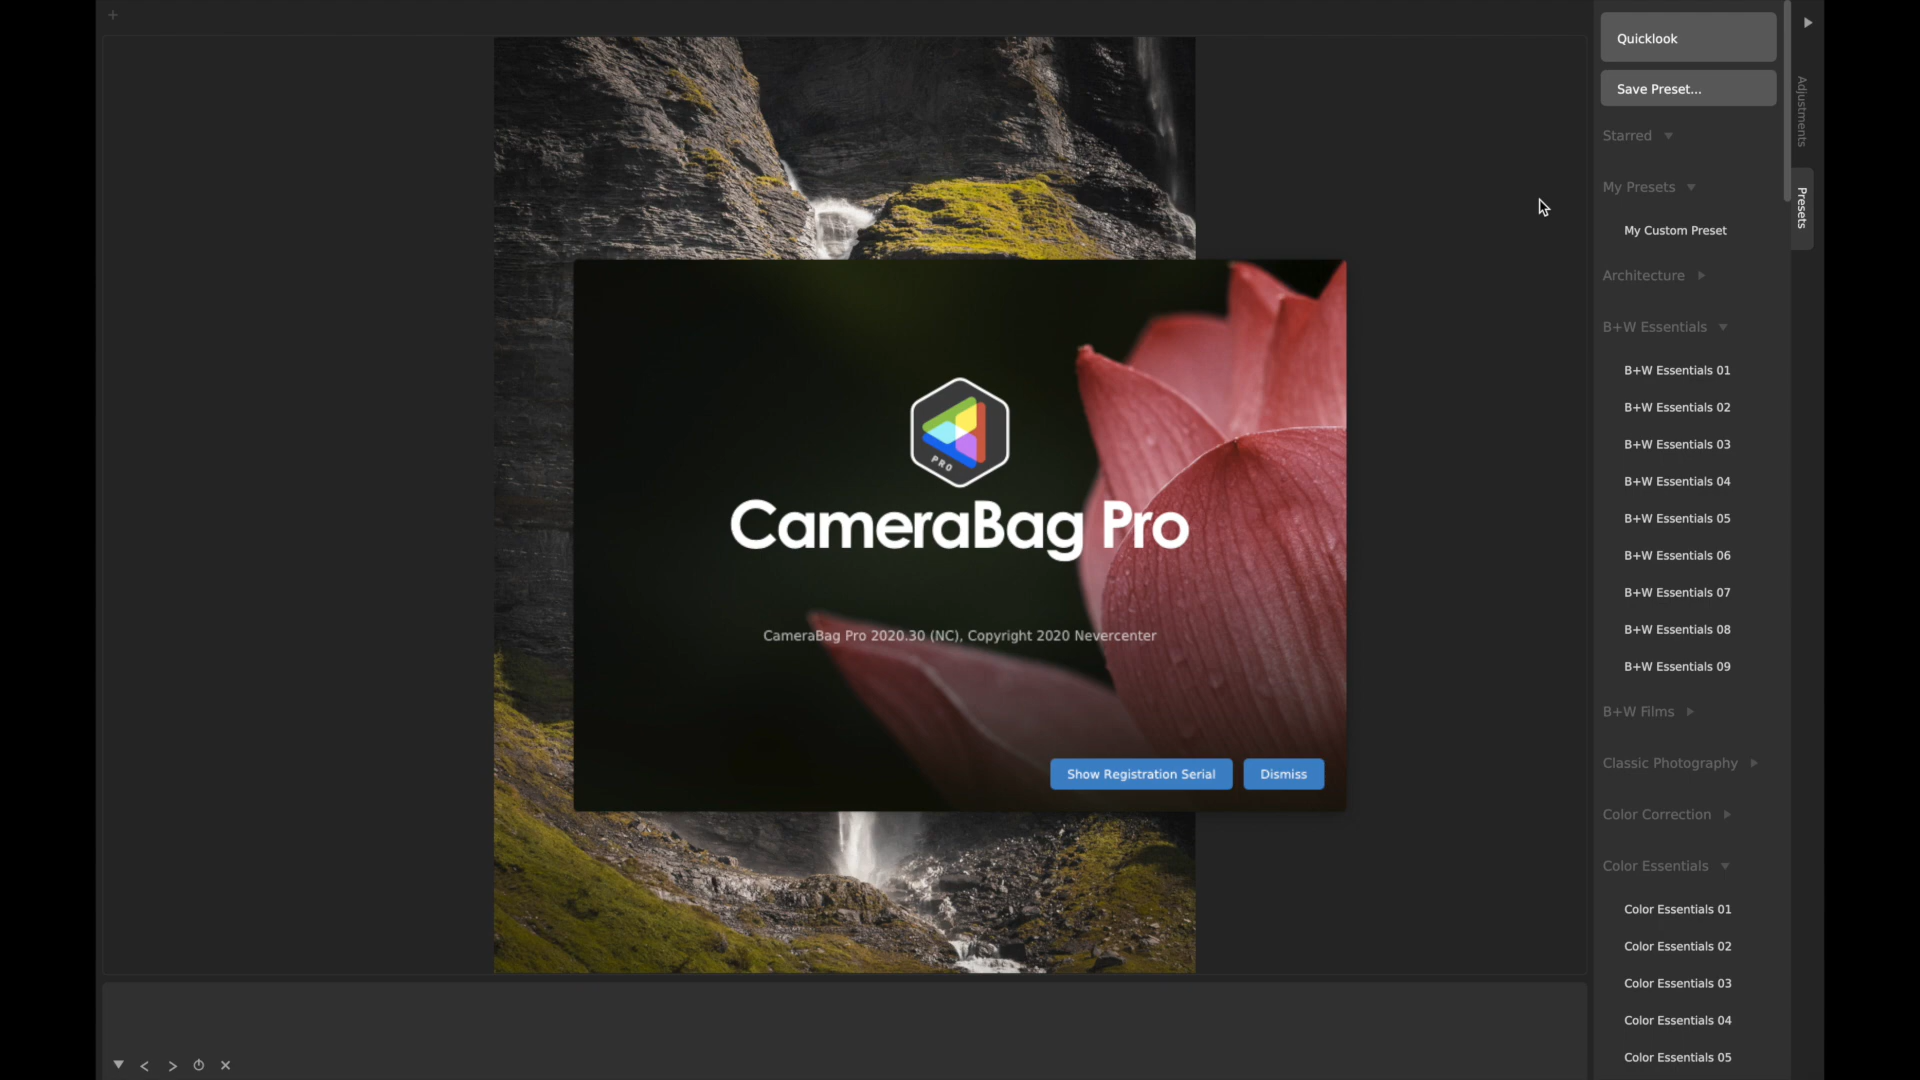 +
Quicklook
Save Preset...
Starred
My Presets
My Custom Preset
Architecture
B+W Essentials
B+W Essentials 01
B+W Essentials 02
B+W Essentials 03
B+W Essentials 04
B+W Essentials 05
B+W Essentials 06
B+W Essentials 07
B+W Essentials 08
B+W Essentials 09
B+W Films
Classic Photography
Color Correction
Color Essentials
Color Essentials 01
Color Essentials 02
Color Essentials 03
Color Essentials 04
Color Essentials 05
Adjustments
Presets
PRO
CameraBag Pro
CameraBag Pro 2020.30 (NC), Copyright 2020 Nevercenter
Show Registration Serial
Dismiss